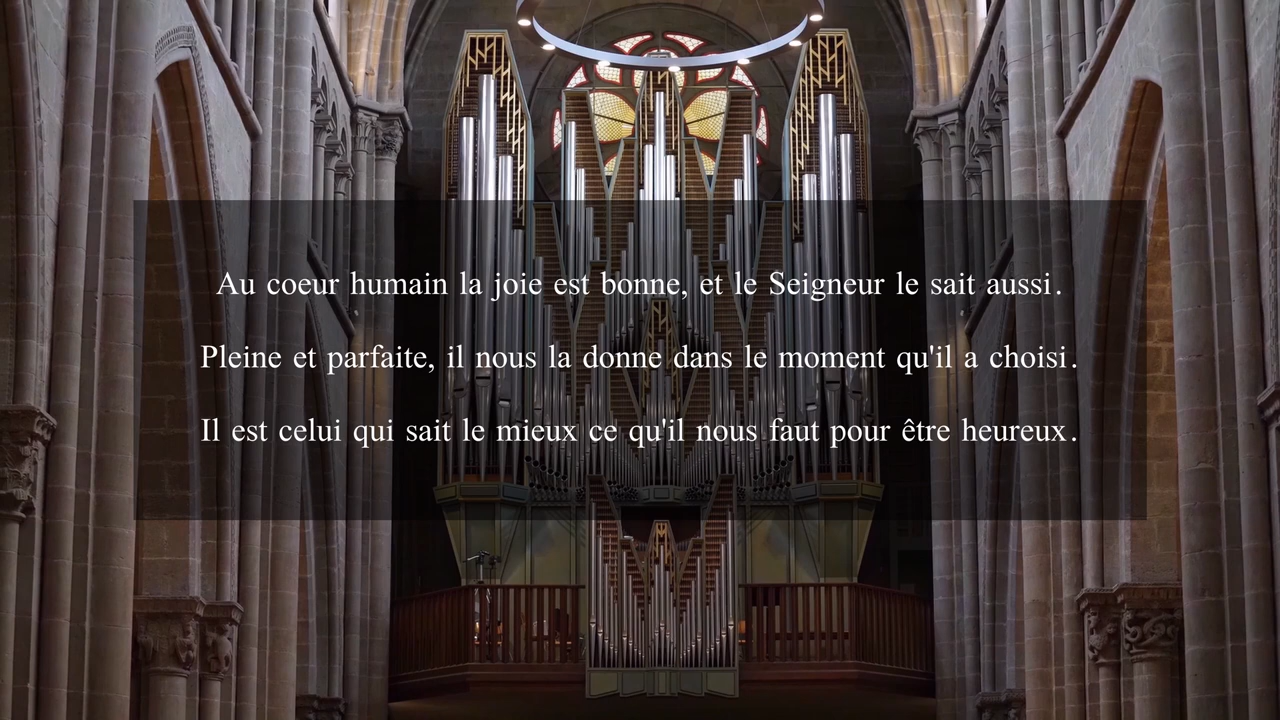 Au coeur humain la joie est bonne, et le Seigneur le sait aussi.
Pleine et parfaite, il nous la donne dans le moment qu'il a choisi.
Il est celui qui sait le mieux ce qu'il nous faut pour être heureux.